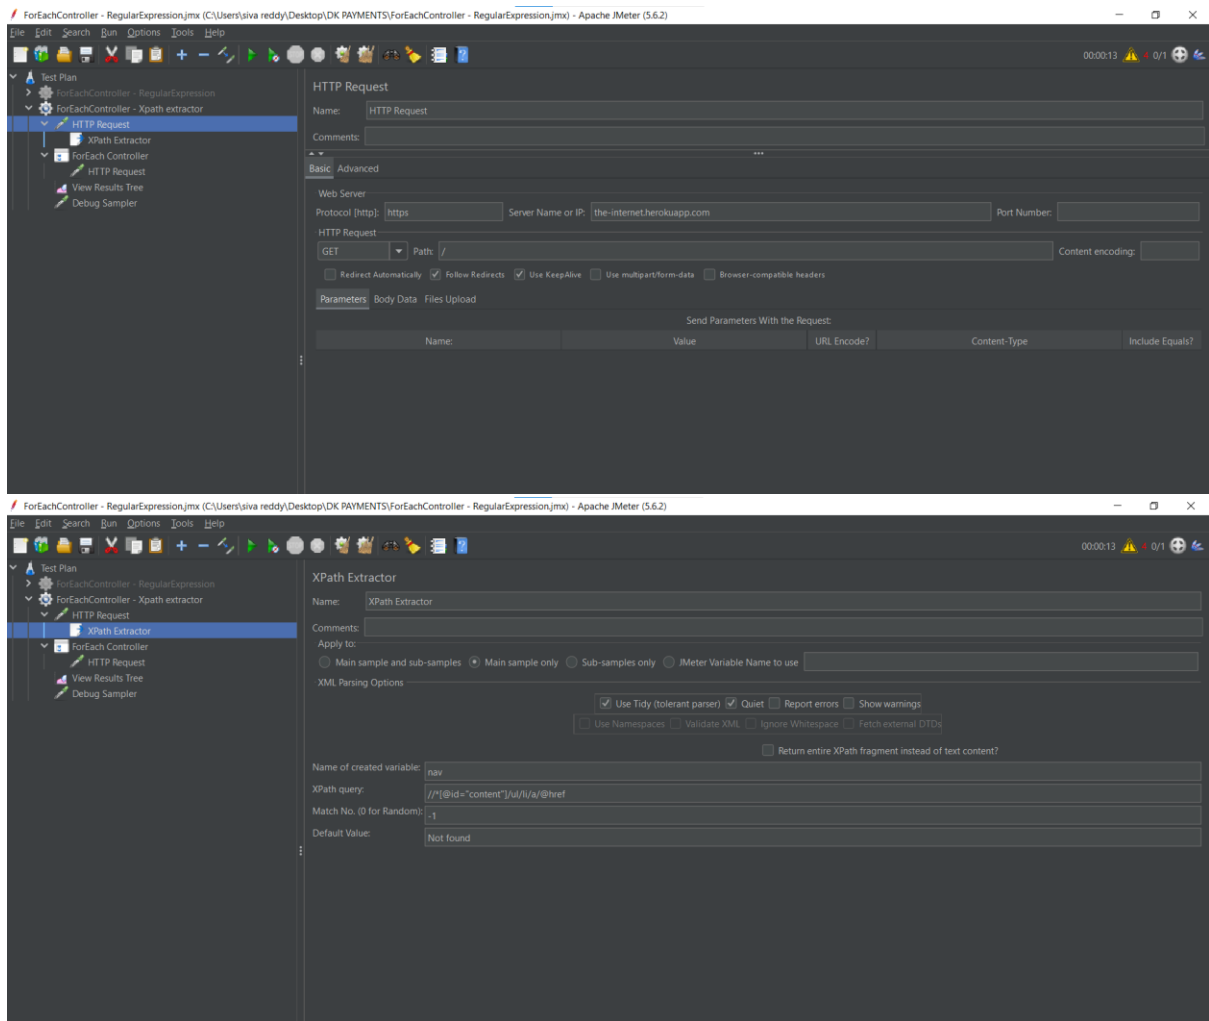 ForEachController - RegularExpression.jmx (C:\Users\siva reddy\Desktop\DK PAYMENTS\ForEachController - RegularExpression.jmx) - Apache JMeter (5.6.2)
File Edit Search Run Options Tools Help
00:00:13 4 0/1
Test Plan
ForEachController - RegularExpression
ForEachController - Xpath extractor
HTTP Request
XPath Extractor
ForEach Controller
HTTP Request
View Results Tree
Debug Sampler
HTTP Request
Name: HTTP Request
Comments:
Basic Advanced
Web Server
Protocol [http]: https Server Name or IP: the-internet.herokuapp.com Port Number:
HTTP Request
GET Path: / Content encoding:
Redirect Automatically Follow Redirects Use KeepAlive Use multipart/form-data Browser-compatible headers
Parameters Body Data Files Upload
Send Parameters With the Request:
Name: Value URL Encode? Content-Type Include Equals?
ForEachController - RegularExpression.jmx (C:\Users\siva reddy\Desktop\DK PAYMENTS\ForEachController - RegularExpression.jmx) - Apache JMeter (5.6.2)
File Edit Search Run Options Tools Help
00:00:13 0/1
Test Plan
ForEachController - RegularExpression
ForEachController - Xpath extractor
HTTP Request
XPath Extractor
ForEach Controller
HTTP Request
View Results Tree
Debug Sampler
XPath Extractor
Name: XPath Extractor
Comments:
Apply to:
Main sample and sub-samples Main sample only Sub-samples only JMeter Variable Name to use
XML Parsing Options
Use Tidy (tolerant parser) Quiet Report errors Show warnings
Use Namespaces Validate XML Ignore Whitespace Fetch external DTDs
Return entire XPath fragment instead of text content?
Name of created variable: nav
XPath query: //*[@id="content"]/ul/li/a/@href
Match No. (0 for Random): -1
Default Value: Not found